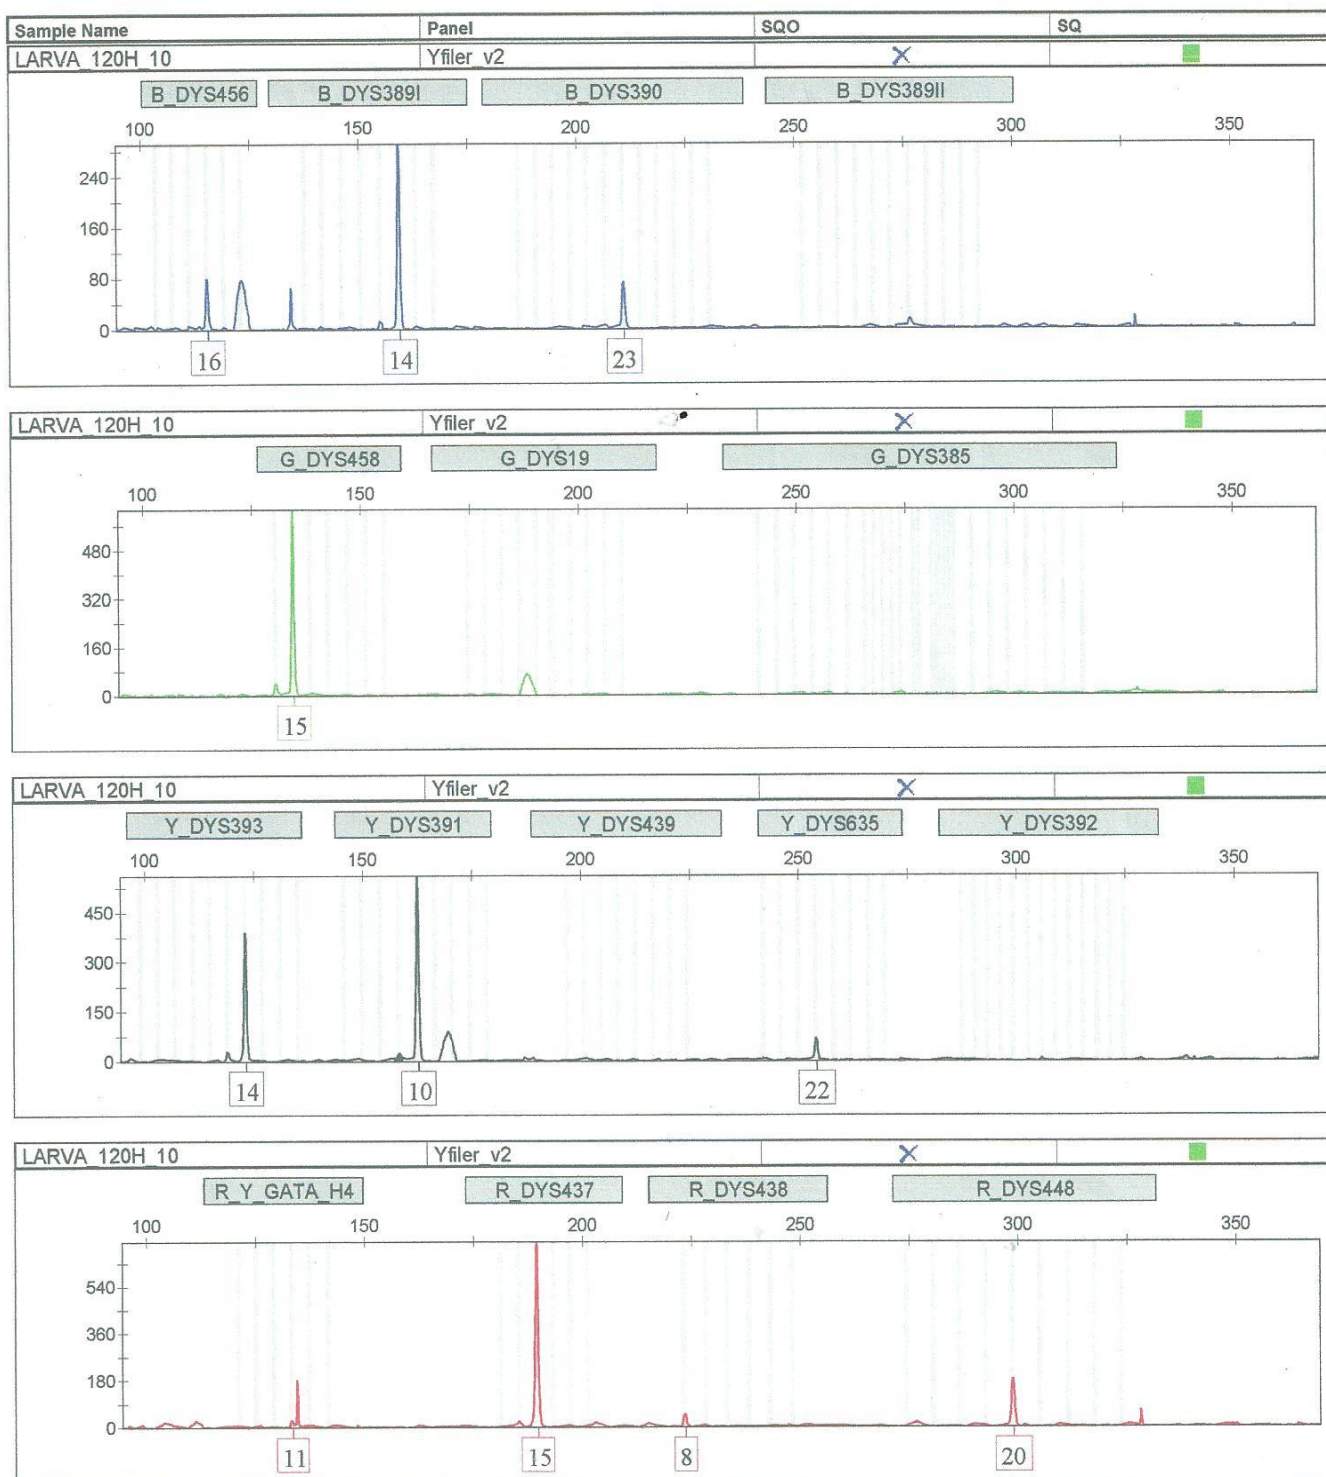 Sample Name Panel SQO SQ
LARVA_120H_10 Yfiler_v2
B_DYS456 B_DYS389I B_DYS390 B_DYS389II
100 150 200 250 300 350
240
160
80
0
16 14 23
LARVA_120H_10 Yfiler_v2
G_DYS458 G_DYS19 G_DYS385
100 150 200 250 300 350
480
320
160
0
15
LARVA_120H_10 Yfiler_v2
Y_DYS393 Y_DYS391 Y_DYS439 Y_DYS635 Y_DYS392
100 150 200 250 300 350
450
300
150
0
14 10 22
LARVA_120H_10 Yfiler_v2
R_Y_GATA_H4 R_DYS437 R_DYS438 R_DYS448
100 150 200 250 300 350
540
360
180
0
11 15 8 20